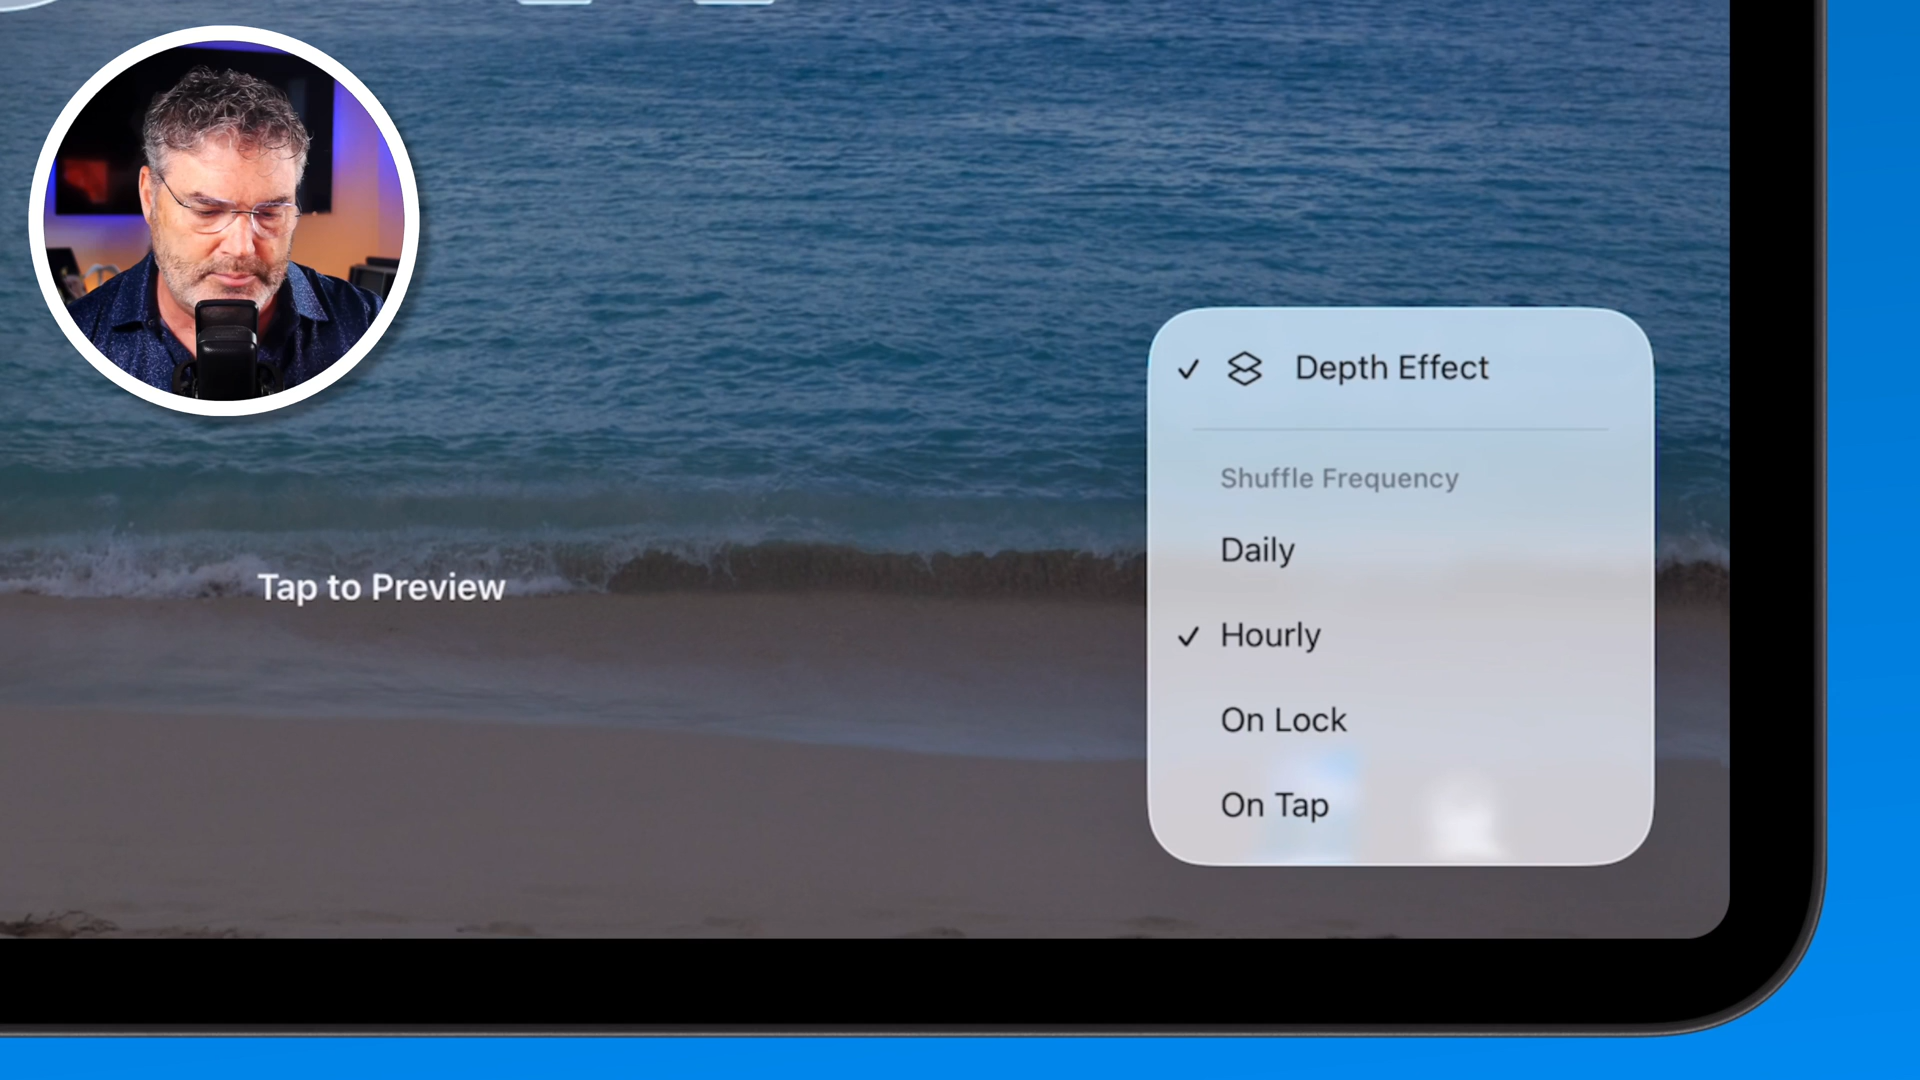 Depth Effect
Shuffle Frequency
Daily
Tap to Preview
Hourly
On Lock
On Tap